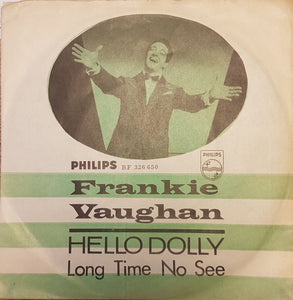 PHILIPS BF 326 650
PHILIPS
Frankie
Vaughan
HELLO DOLLY
Long Time No See